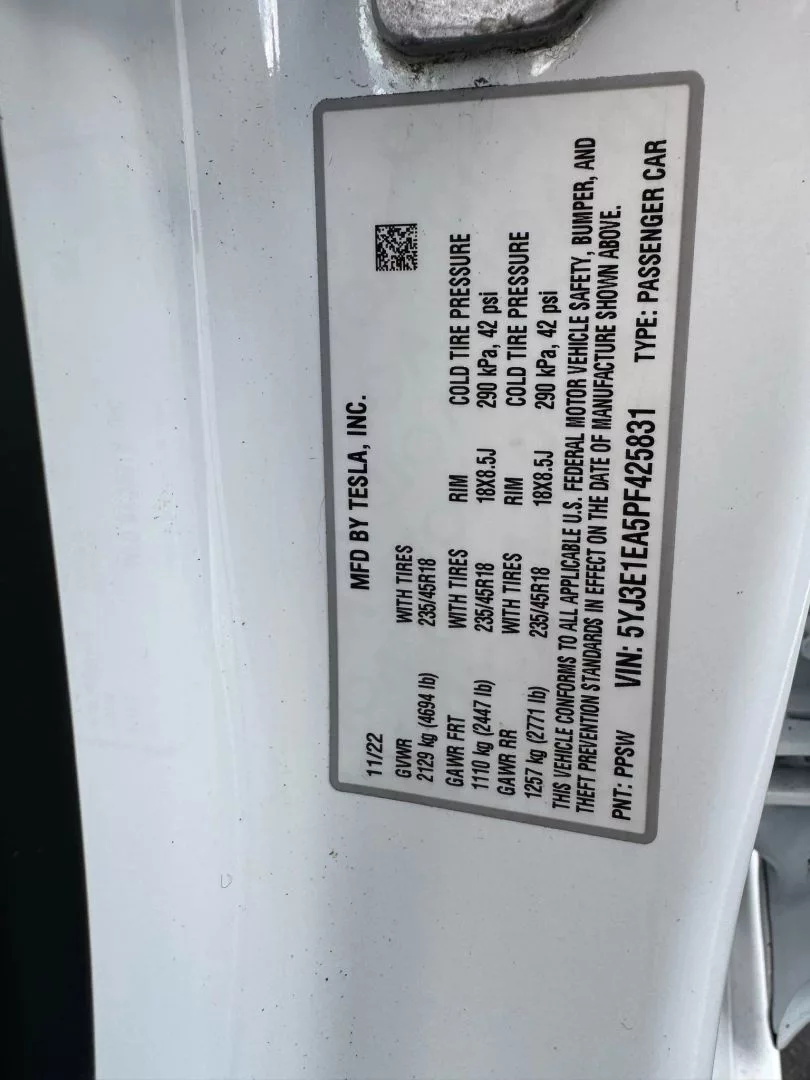 MFD BY TESLA, INC.
11/22
GVWR WITH TIRES
2129 kg (4694 lb) 235/45R18
GAWR FRT WITH TIRES RIM COLD TIRE PRESSURE
1110 kg (2447 lb) 235/45R18 18X8.5J 290 kPa, 42 psi
GAWR RR WITH TIRES RIM COLD TIRE PRESSURE
1257 kg (2771 lb) 235/45R18 18X8.5J 290 kPa, 42 psi
THIS VEHICLE CONFORMS TO ALL APPLICABLE U.S. FEDERAL MOTOR VEHICLE SAFETY, BUMPER, AND
THEFT PREVENTION STANDARDS IN EFFECT ON THE DATE OF MANUFACTURE SHOWN ABOVE.
PNT: PPSW VIN: 5YJ3E1EA5PF425831 TYPE: PASSENGER CAR